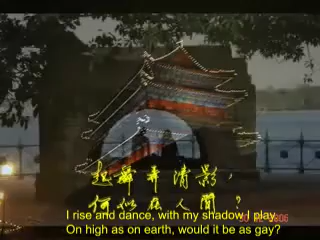 起舞弄清影，
何似在人間？
I rise and dance, with my shadow I play.
On high as on earth, would it be as gay?